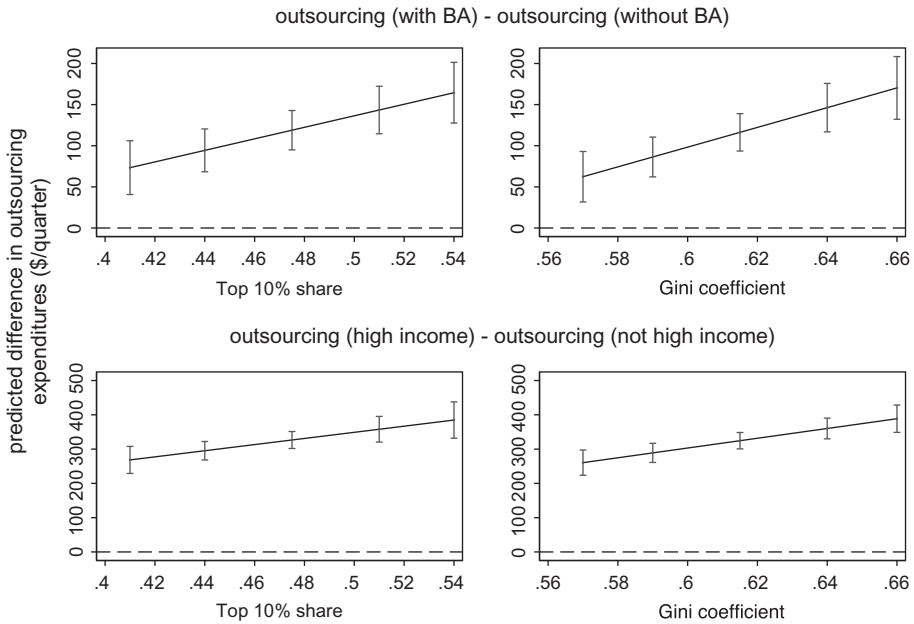 outsourcing (with BA) - outsourcing (without BA)
predicted difference in outsourcing
expenditures ($/quarter)
200
150
100
50
0
.4 .42 .44 .46 .48 .5 .52 .54
Top 10% share
200
150
100
50
0
.56 .58 .6 .62 .64 .66
Gini coefficient
outsourcing (high income) - outsourcing (not high income)
500
400
300
200
100
0
.4 .42 .44 .46 .48 .5 .52 .54
Top 10% share
500
400
300
200
100
0
.56 .58 .6 .62 .64 .66
Gini coefficient